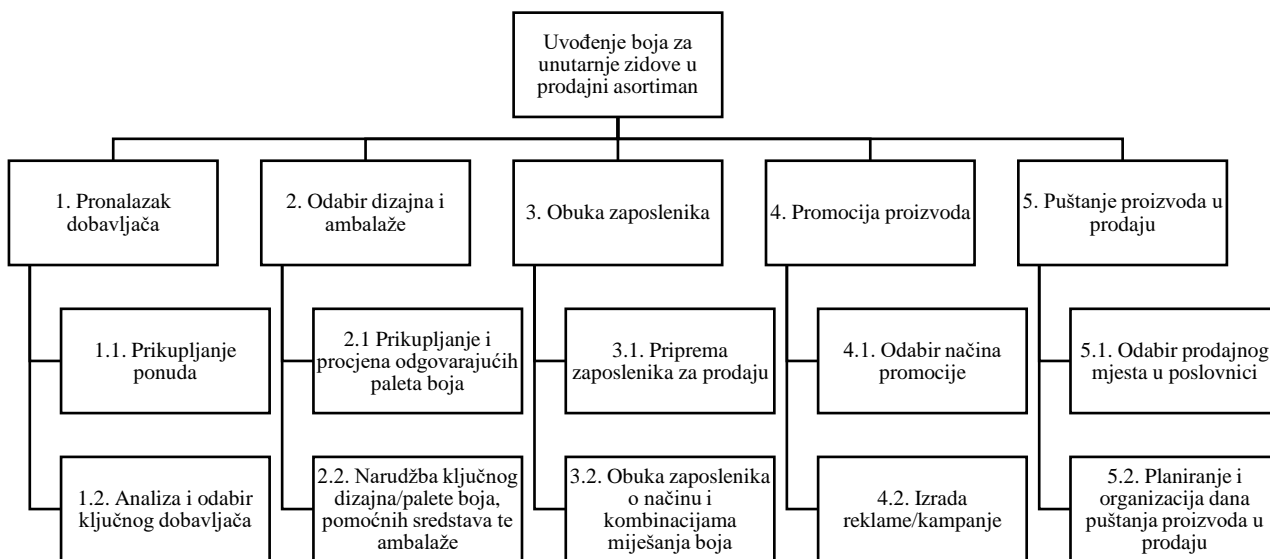 Uvođenje boja za
unutarnje zidove u
prodajni asortiman
1. Pronalazak
dobavljača
2. Odabir dizajna i
ambalaže
3. Obuka zaposlenika
4. Promocija proizvoda
5. Puštanje proizvoda u
prodaju
1.1. Prikupljanje
ponuda
2.1 Prikupljanje i
procjena odgovarajućih
paleta boja
3.1. Priprema
zaposlenika za prodaju
4.1. Odabir načina
promocije
5.1. Odabir prodajnog
mjesta u poslovnici
1.2. Analiza i odabir
ključnog dobavljača
2.2. Narudžba ključnog
dizajna/palete boja,
pomoćnih sredstava te
ambalaže
3.2. Obuka zaposlenika
o načinu i
kombinacijama
miješanja boja
4.2. Izrada
reklame/kampanje
5.2. Planiranje i
organizacija dana
puštanja proizvoda u
prodaju